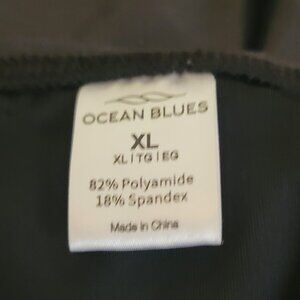 OCEAN BLUES
XL
XL|TG|EG
82% Polyamide
18% Spandex
Made in China